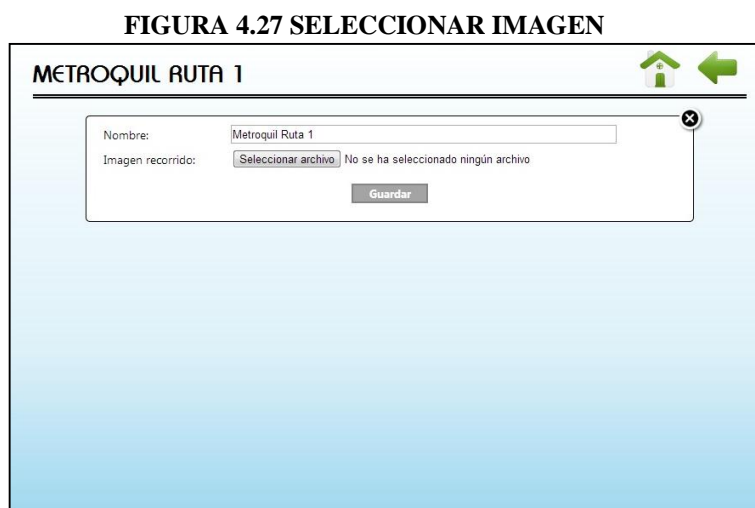 FIGURA 4.27 SELECCIONAR IMAGEN
METROQUIL RUTA 1
Nombre: Metroquil Ruta 1
Imagen recorrido: Seleccionar archivo No se ha seleccionado ningún archivo
Guardar